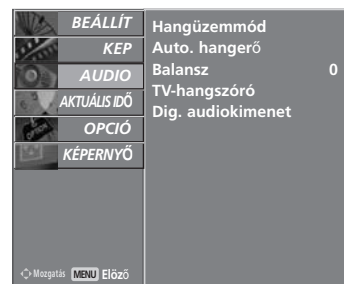 BEÁLLÍT
KEP
AUDIO
AKTUÁLIS IDŐ
OPCIÓ
KÉPERNYŐ
Mozgatás MENU Előző
Hangüzemmód
Auto. hangerő
Balansz 0
TV-hangszóró
Dig. audiokimenet